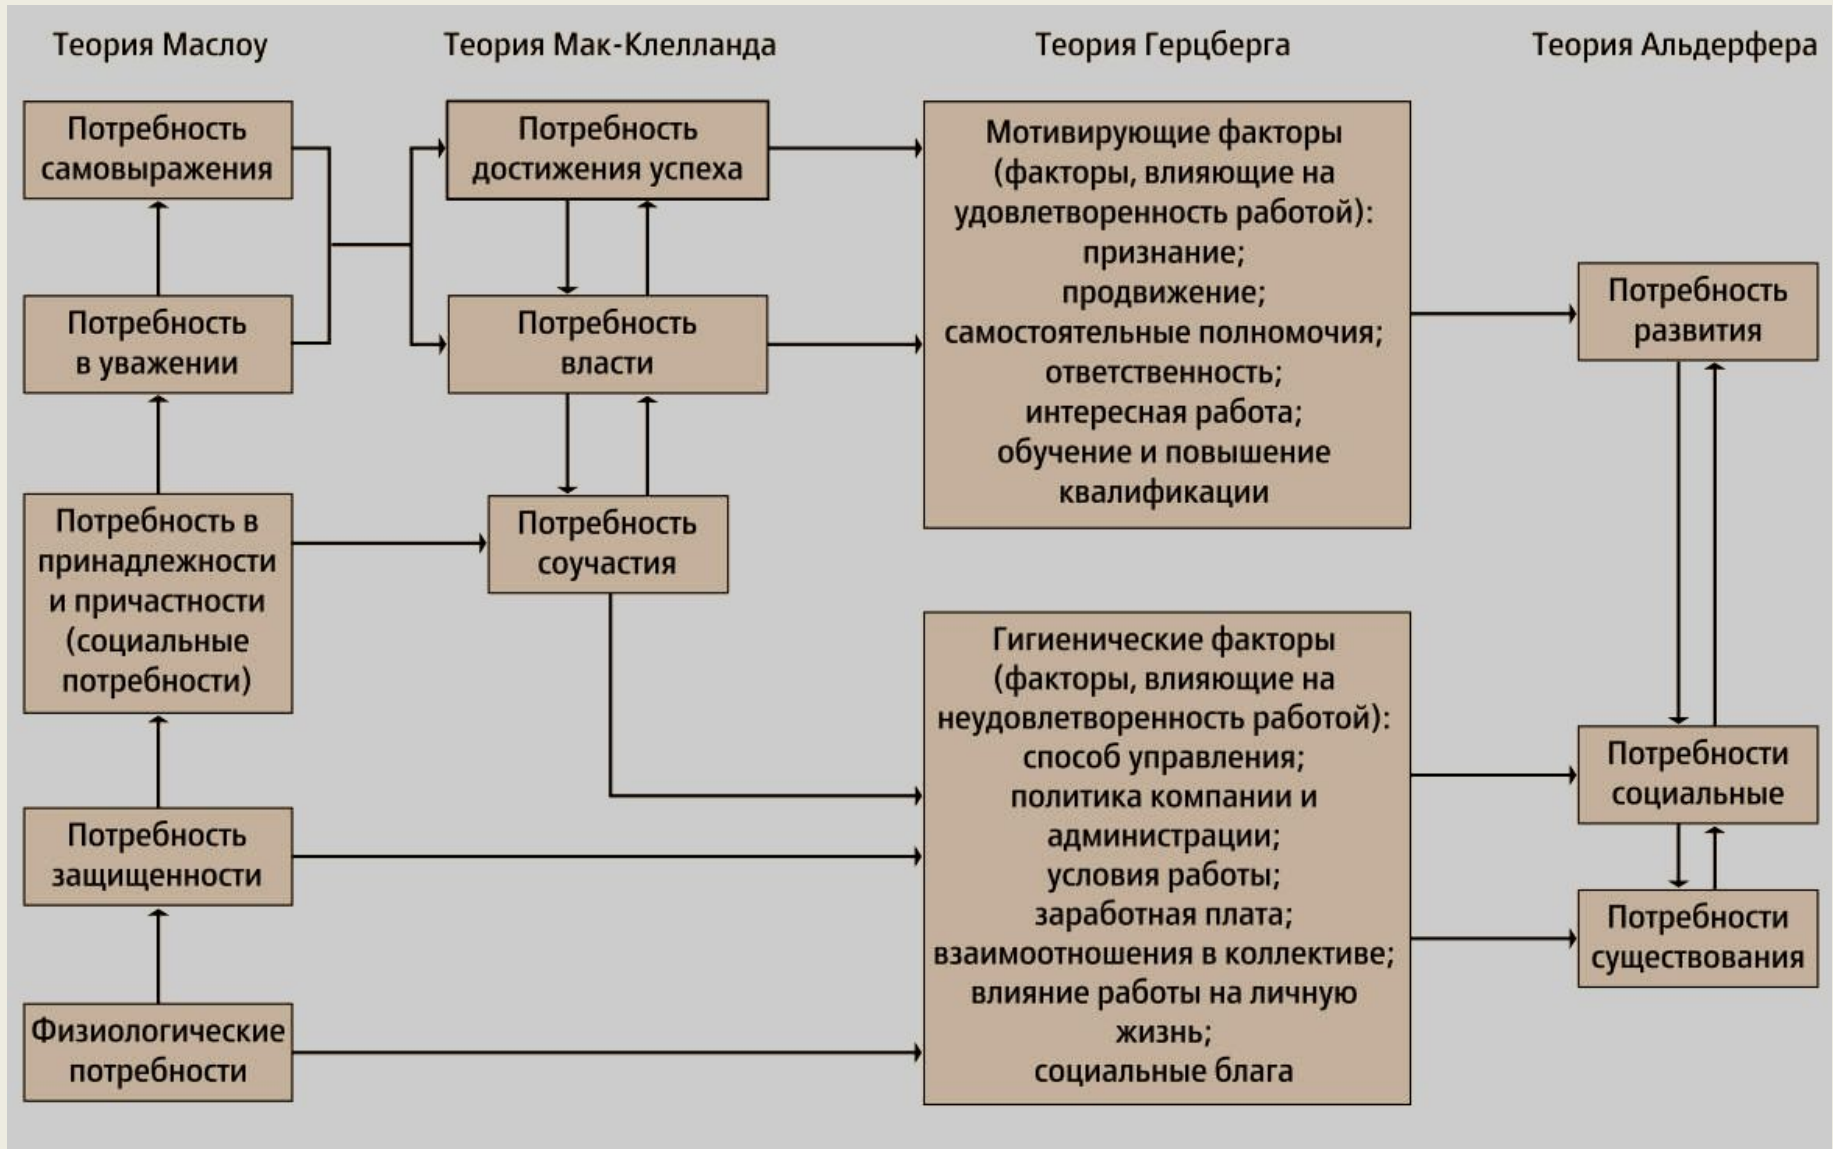 Теория Маслоу
Теория Мак-Клелланда
Теория Герцберга
Теория Альдерфера
Потребность
самовыражения
Потребность
в уважении
Потребность в
принадлежности
и причастности
(социальные
потребности)
Потребность
защищенности
Физиологические
потребности
Потребность
достижения успеха
Потребность
власти
Потребность
соучастия
Мотивирующие факторы
(факторы, влияющие на
удовлетворенность работой):
признание;
продвижение;
самостоятельные полномочия;
ответственность;
интересная работа;
обучение и повышение
квалификации
Гигиенические факторы
(факторы, влияющие на
неудовлетворенность работой):
способ управления;
политика компании и
администрации;
условия работы;
заработная плата;
взаимоотношения в коллективе;
влияние работы на личную
жизнь;
социальные блага
Потребность
развития
Потребности
социальные
Потребности
существования